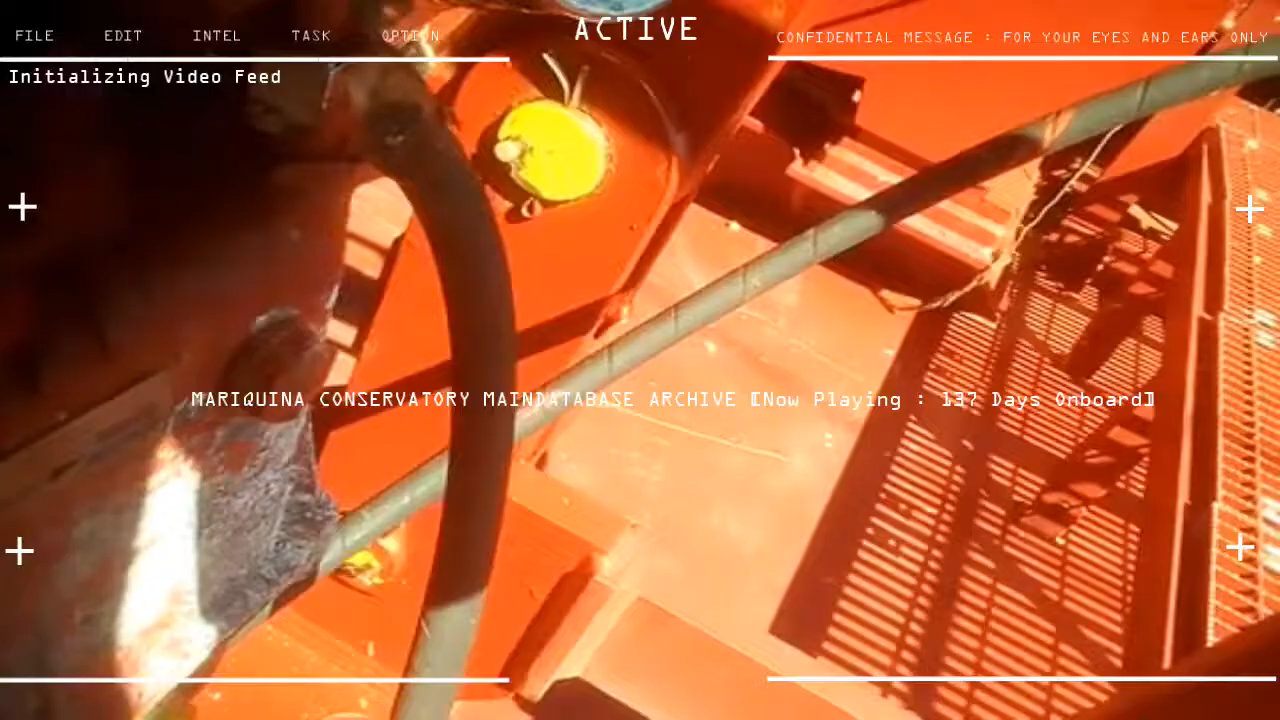 FILE EDIT INTEL TASK OPTION
ACTIVE
CONFIDENTIAL MESSAGE : FOR YOUR EYES AND EARS ONLY
Initializing Video Feed
MARIQUINA CONSERVATORY MAINDATABASE ARCHIVE [Now Playing : 137 Days Onboard]